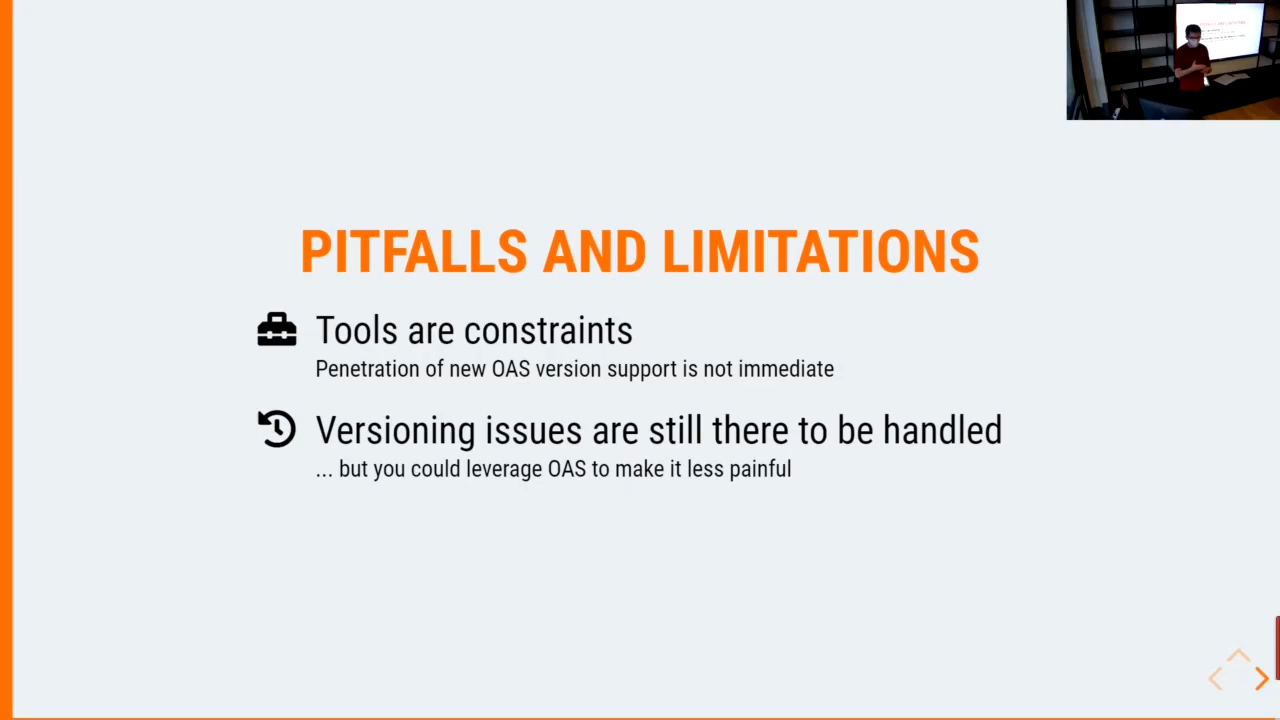 PITFALLS AND LIMITATIONS
Tools are constraints
Penetration of new OAS version support is not immediate
Versioning issues are still there to be handled
... but you could leverage OAS to make it less painful